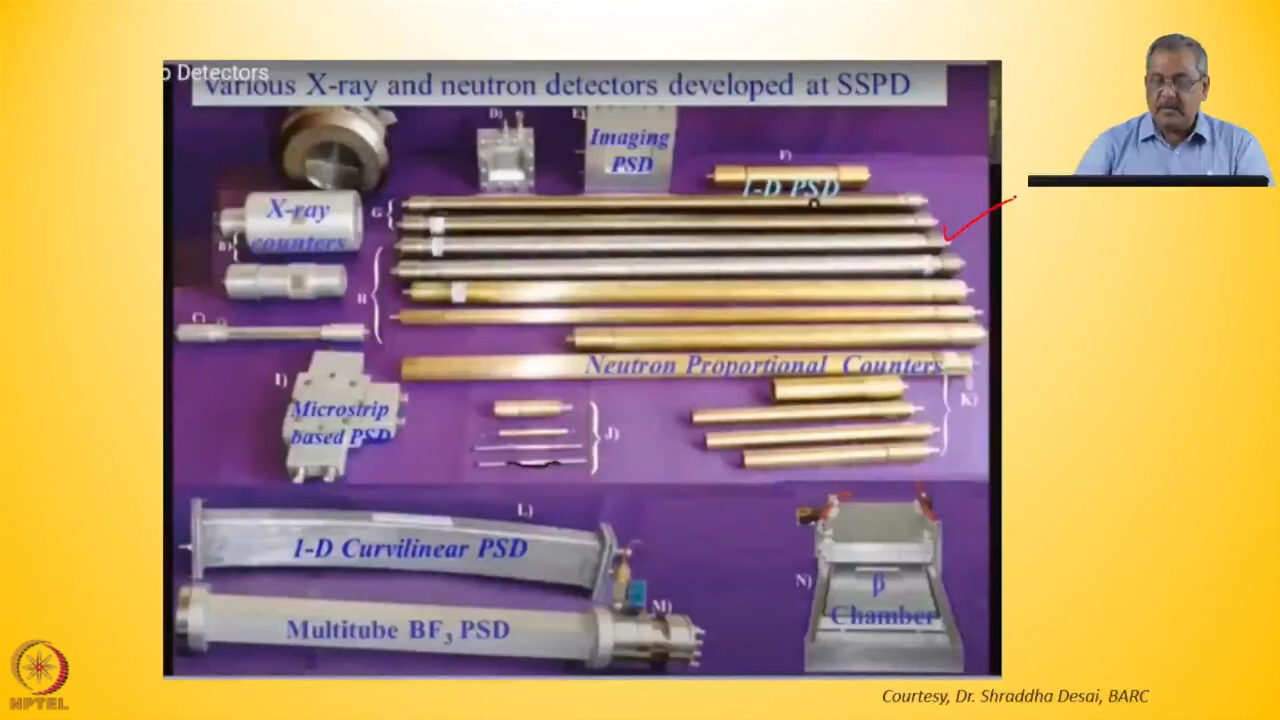 o Detectors
Various X-ray and neutron detectors developed at SSPD
D)
E)
Imaging
PSD
F)
1-D PSD
X-ray
counters
G
B)
H
C)
Neutron Proportional Counters
I)
Microstrip
based PSD
J)
K)
L)
1-D Curvilinear PSD
M)
Multitube BF3 PSD
N)
β
Chamber
Courtesy, Dr. Shraddha Desai, BARC
NPTEL